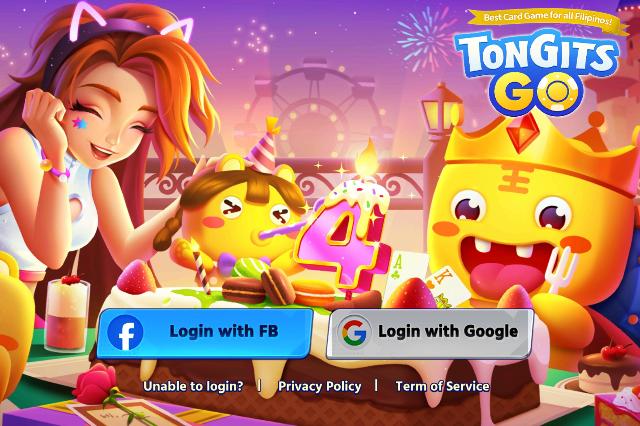 Best Card Game for all Filipinos!
TONGITS
GO
4
A
K
Login with FB
Login with Google
Unable to login? | Privacy Policy | Term of Service